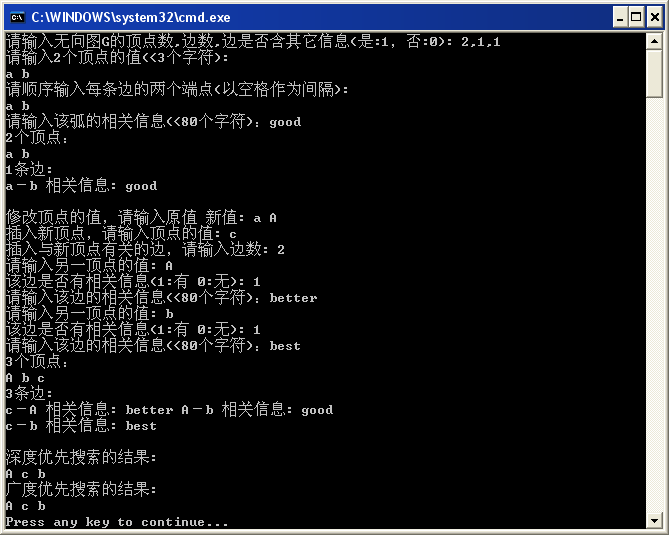 C:\WINDOWS\system32\cmd.exe
请输入无向图G的顶点数,边数,边是否含其它信息(是:1, 否:0): 2,1,1
请输入2个顶点的值(<3个字符):
a b
请顺序输入每条边的两个端点(以空格作为间隔):
a b
请输入该弧的相关信息(<80个字符): good
2个顶点:
a b
1条边:
a－b 相关信息: good
修改顶点的值, 请输入原值 新值: a A
插入新顶点, 请输入顶点的值: c
插入与新顶点有关的边, 请输入边数: 2
请输入另一顶点的值: A
该边是否有相关信息(1:有 0:无): 1
请输入该边的相关信息(<80个字符): better
请输入另一顶点的值: b
该边是否有相关信息(1:有 0:无): 1
请输入该边的相关信息(<80个字符): best
3个顶点:
A b c
3条边:
c－A 相关信息: better A－b 相关信息: good
c－b 相关信息: best
深度优先搜索的结果:
A c b
广度优先搜索的结果:
A c b
Press any key to continue...